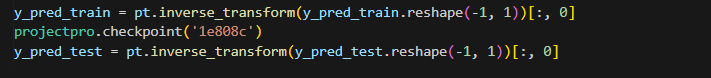 y_pred_train = pt.inverse_transform(y_pred_train.reshape(-1, 1))[:, 0]
projectpro.checkpoint('1e808c')
y_pred_test = pt.inverse_transform(y_pred_test.reshape(-1, 1))[:, 0]